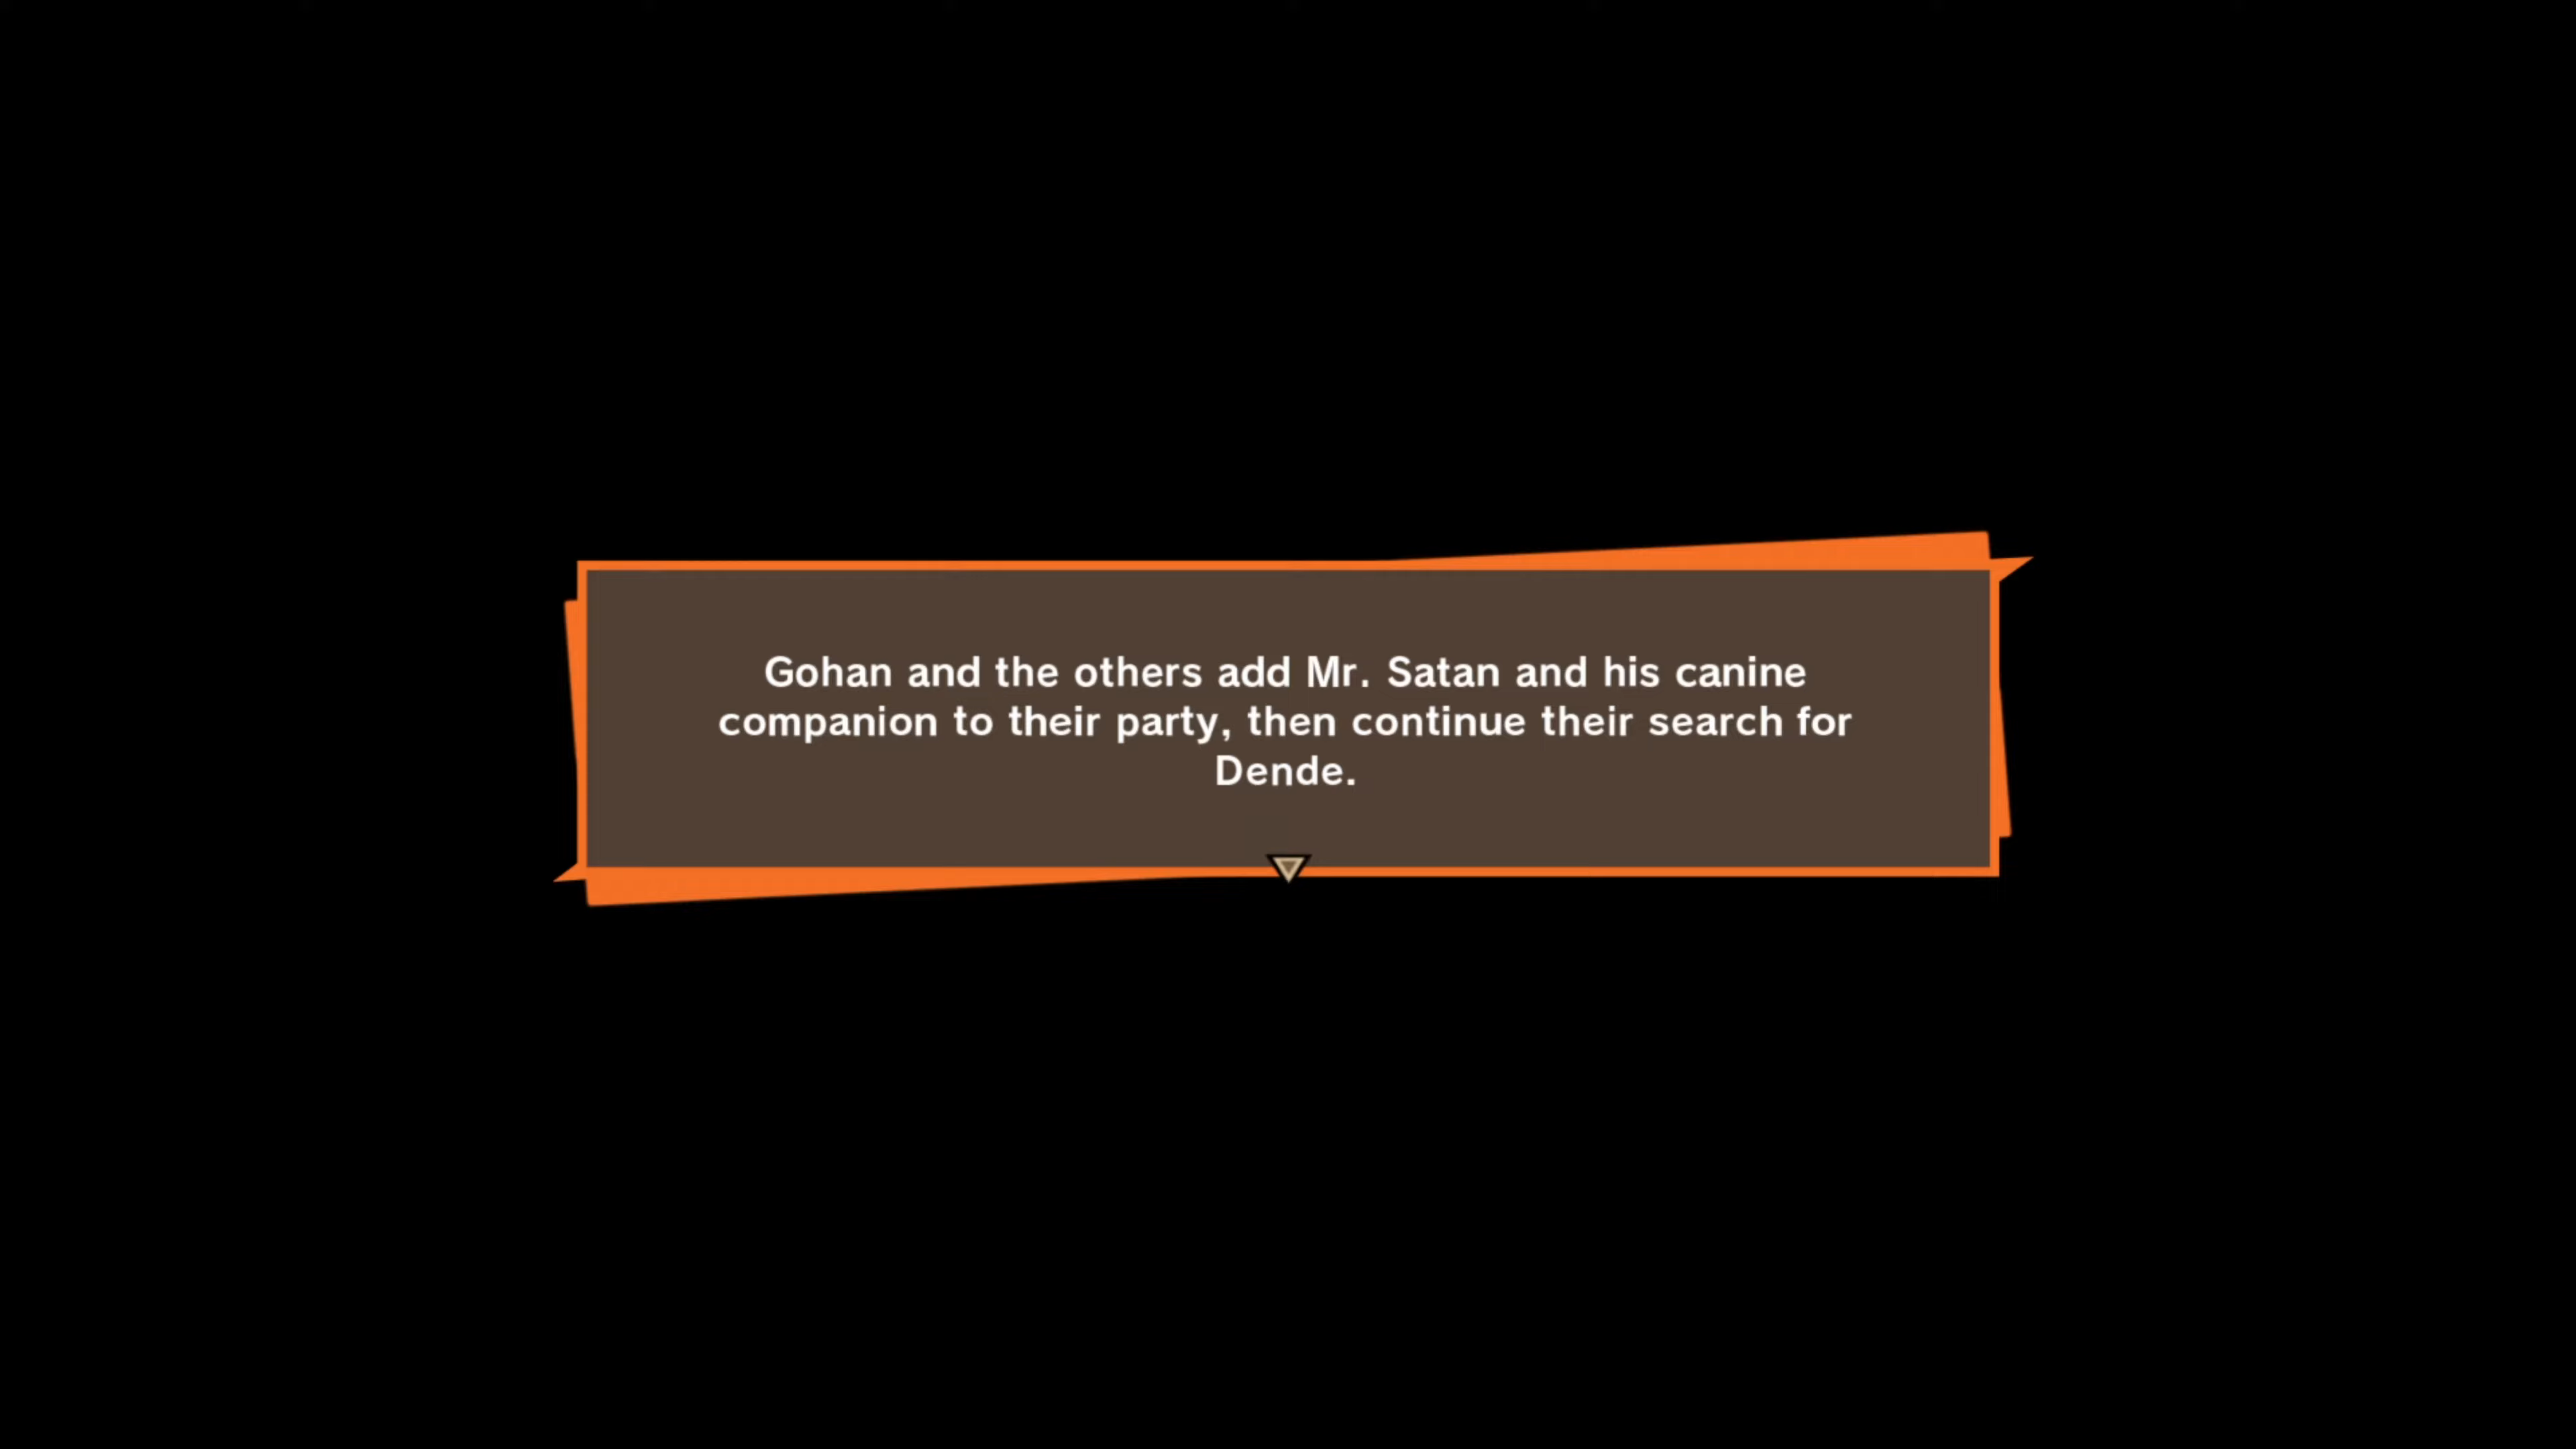 Gohan and the others add Mr. Satan and his canine
companion to their party, then continue their search for
Dende.